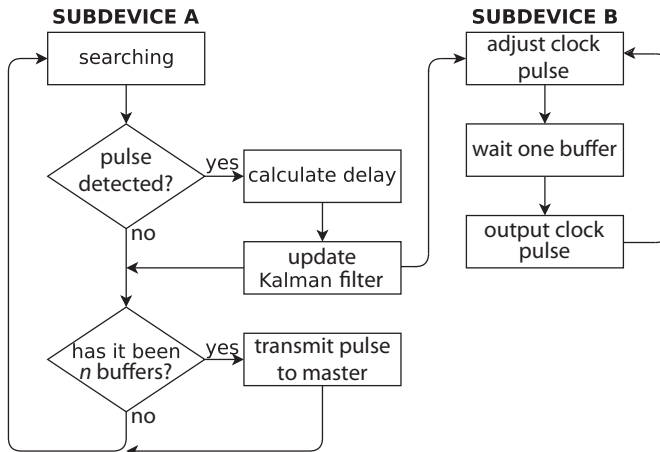 SUBDEVICE A
searching
pulse
detected?
yes
calculate delay
no
update
Kalman filter
has it been
n buffers?
yes
transmit pulse
to master
no
SUBDEVICE B
adjust clock
pulse
wait one buffer
output clock
pulse